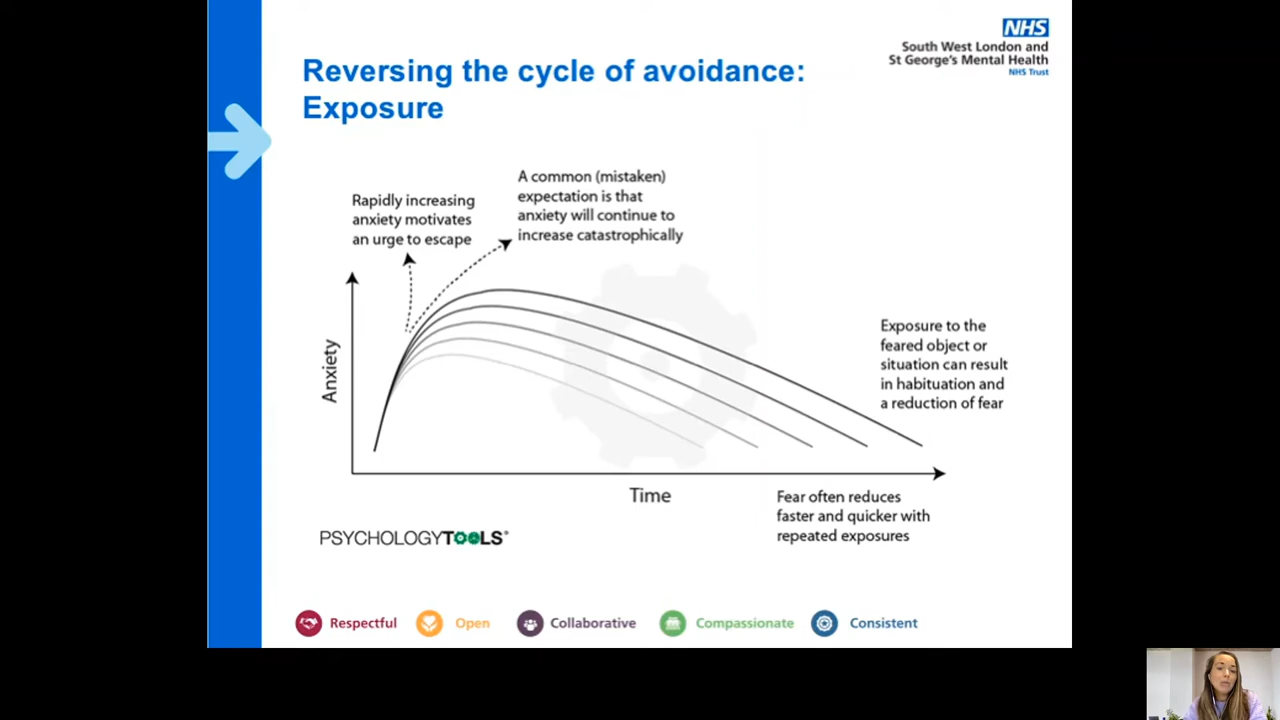 NHS
South West London and
St George's Mental Health
NHS Trust
Reversing the cycle of avoidance:
Exposure
Rapidly increasing
anxiety motivates
an urge to escape
A common (mistaken)
expectation is that
anxiety will continue to
increase catastrophically
Anxiety
Exposure to the
feared object or
situation can result
in habituation and
a reduction of fear
Time
Fear often reduces
faster and quicker with
repeated exposures
PSYCHOLOGYTOOLS®
Respectful
Open
Collaborative
Compassionate
Consistent